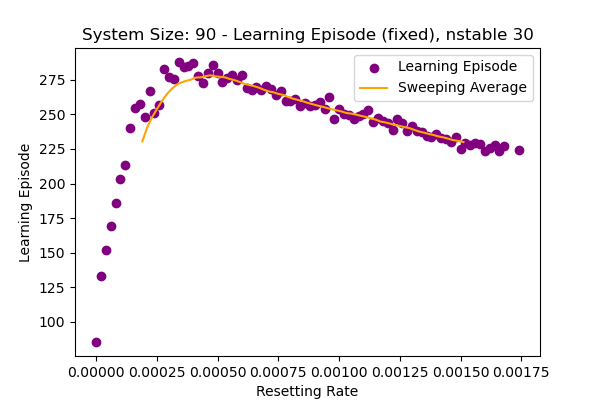 System Size: 90 - Learning Episode (fixed), nstable 30
Learning Episode
Sweeping Average
275
250
225
200
175
150
125
100
Learning Episode
0.00000 0.00025 0.00050 0.00075 0.00100 0.00125 0.00150 0.00175
Resetting Rate